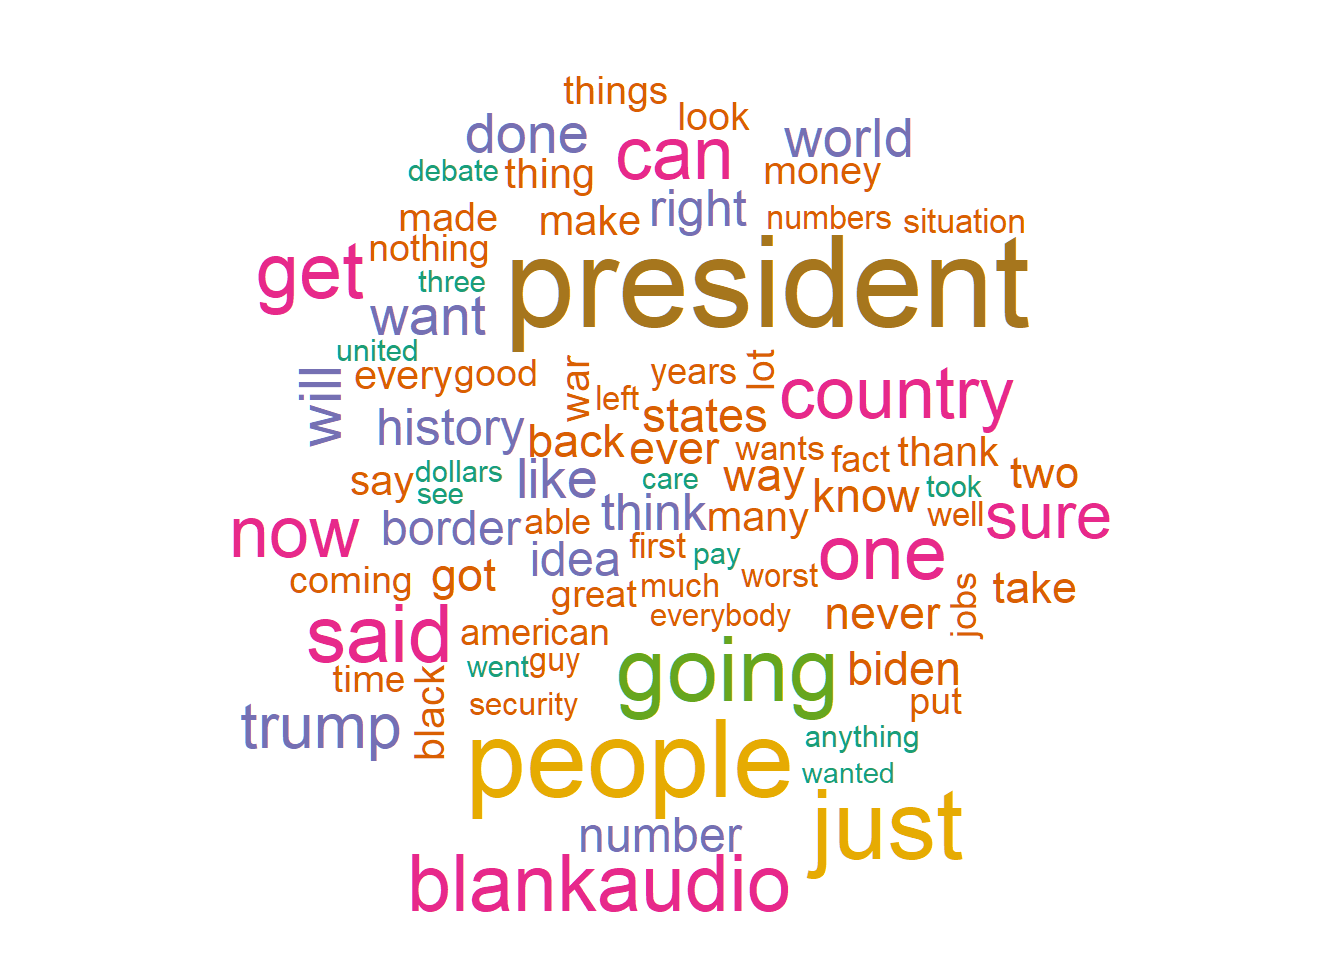 things
look
done
can
world
debate
thing
money
made
make
right
numbers
situation
nothing
get
three
president
want
united
every
good
will
war
left
years
lot
country
history
states
back
ever
wants
fact
thank
two
say
dollars
see
like
care
way
know
took
well
sure
now
border
able
think
many
one
idea
first
pay
coming
got
great
much
worst
everybody
never
jobs
take
said
american
went
guy
going
biden
time
black
security
put
trump
people
anything
wanted
just
number
blankaudio